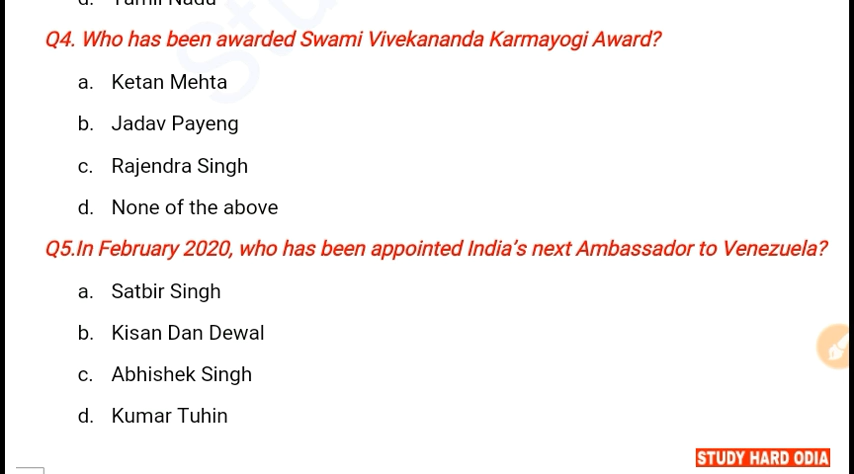 Q4. Who has been awarded Swami Vivekananda Karmayogi Award?
a. Ketan Mehta
b. Jadav Payeng
c. Rajendra Singh
d. None of the above
Q5.In February 2020, who has been appointed India's next Ambassador to Venezuela?
a. Satbir Singh
b. Kisan Dan Dewal
c. Abhishek Singh
d. Kumar Tuhin
STUDY HARD ODIA